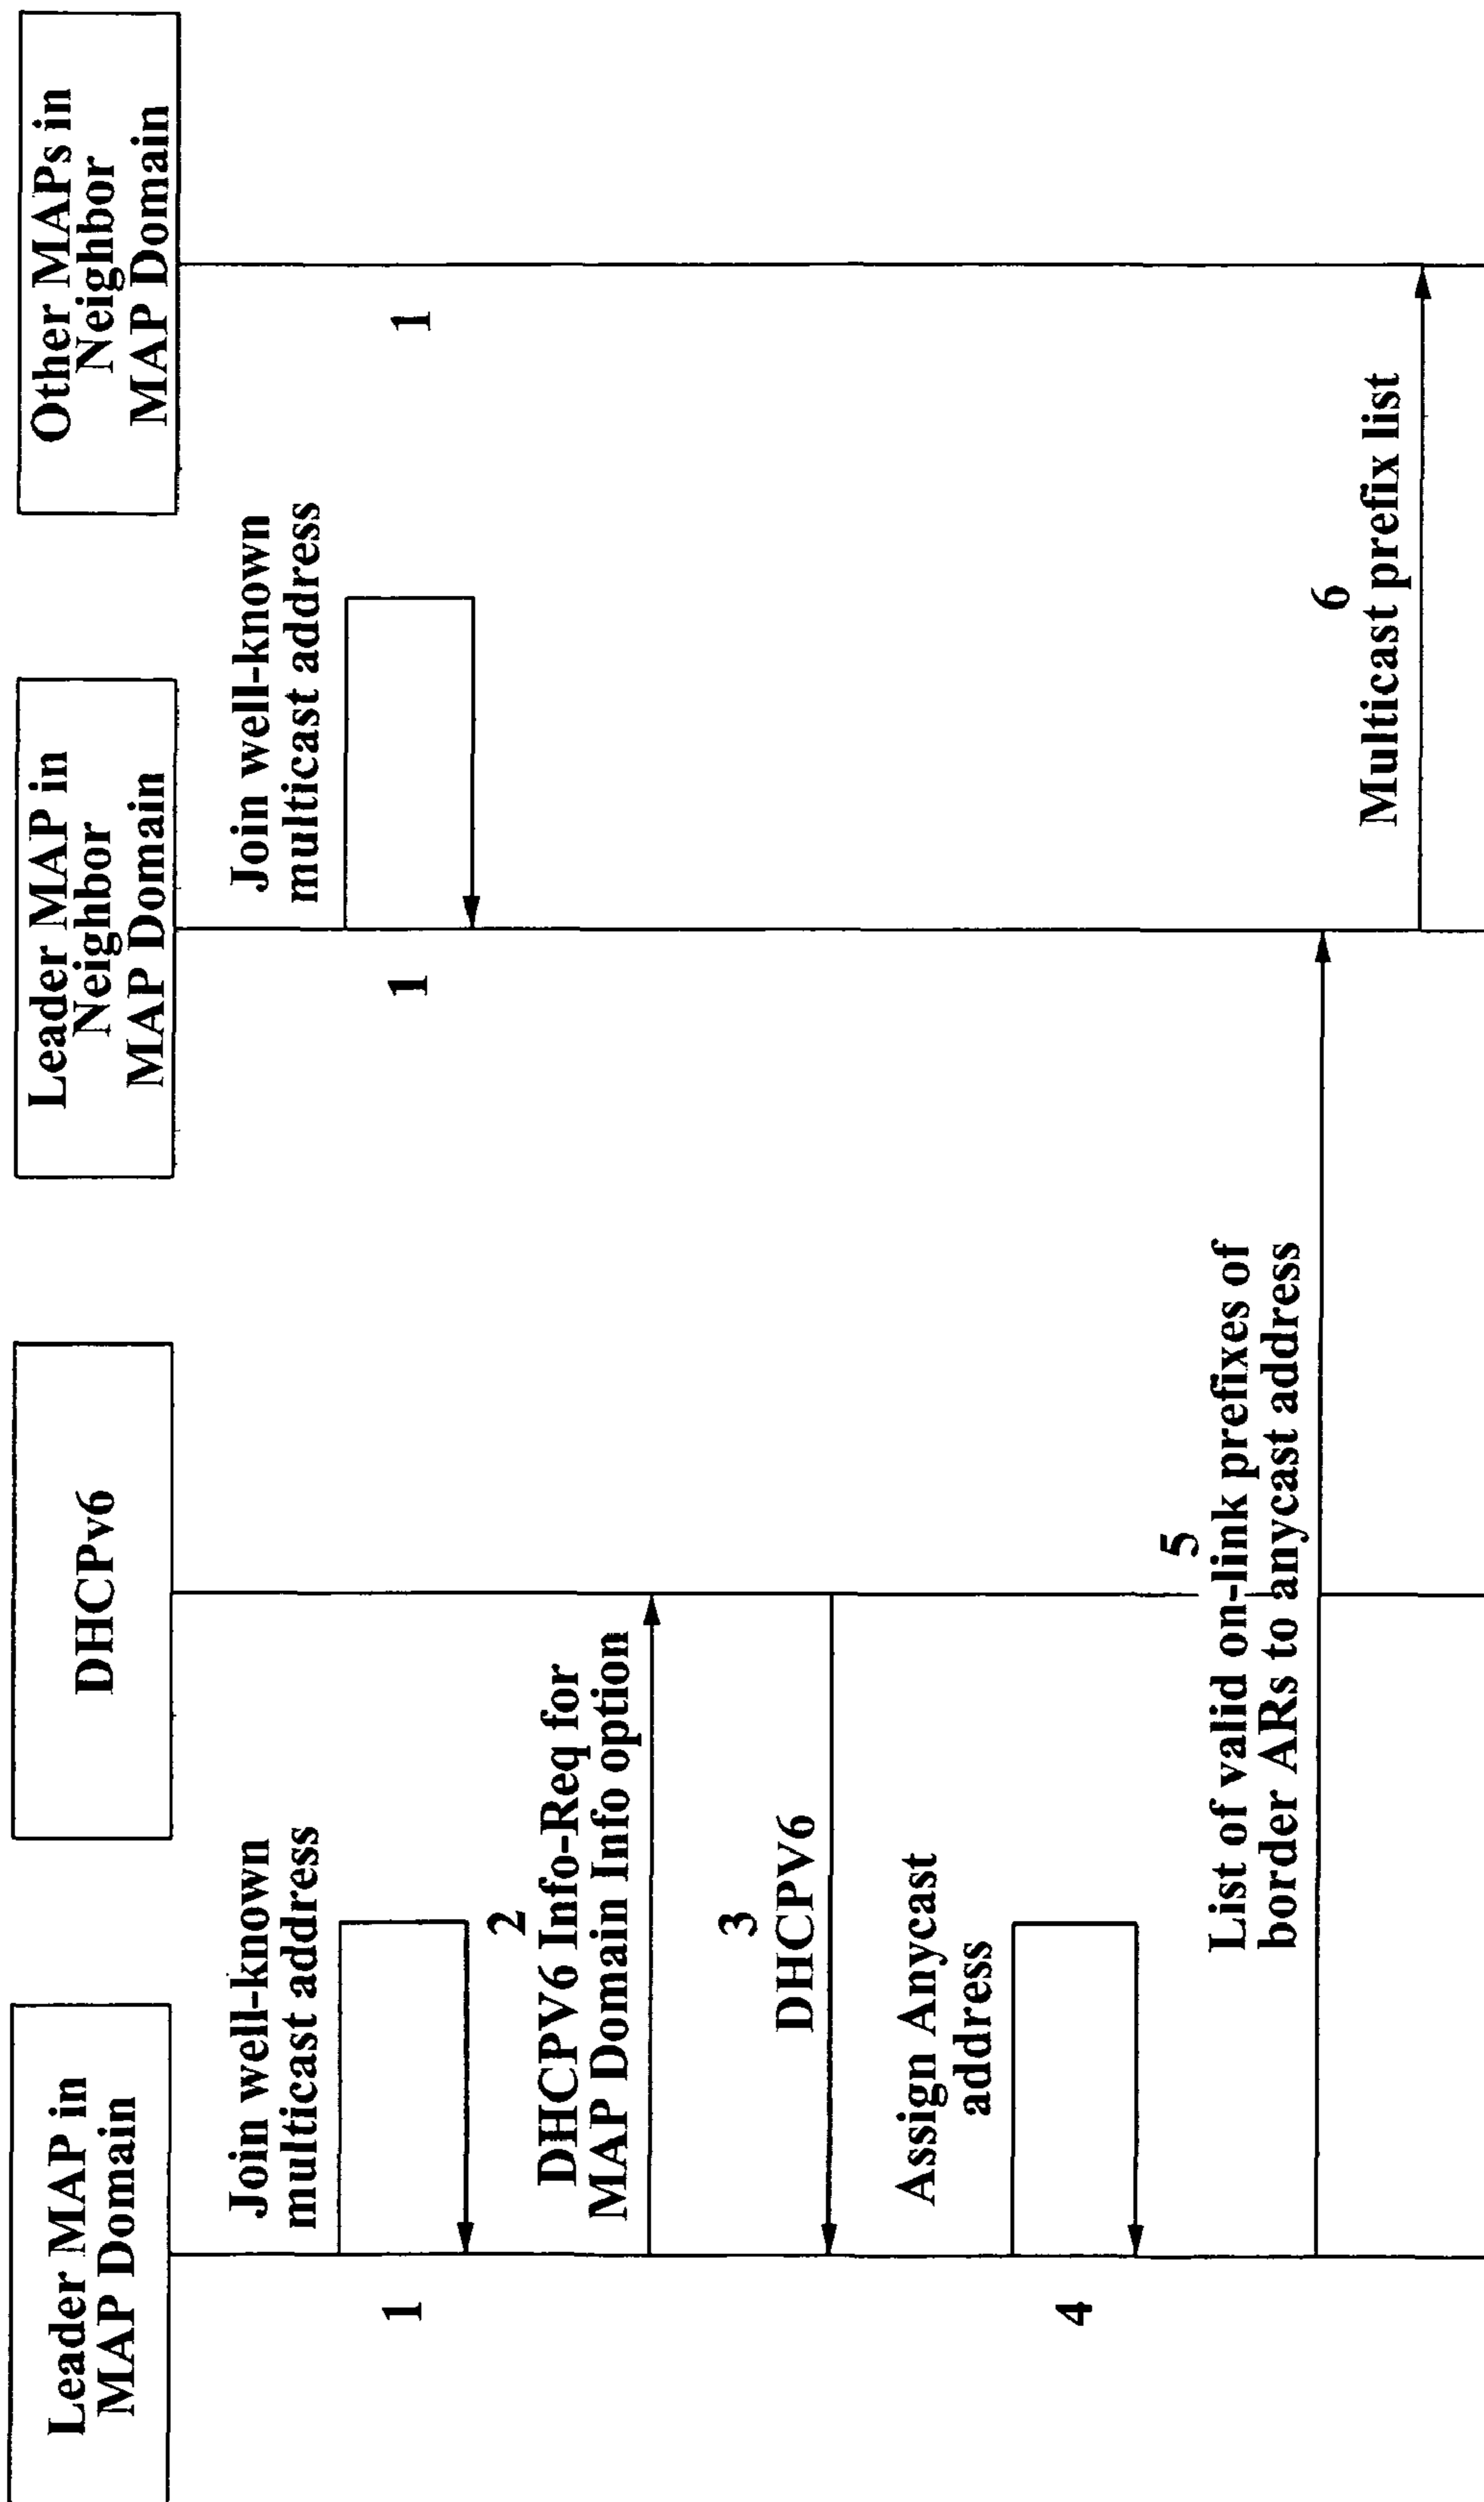 Leader MAP in
MAP Domain
DHCPv6
Leader MAP in
Neighbor
MAP Domain
Other MAPs in
Neighbor
MAP Domain
Join well-known
multicast address
1
Join well-known
multicast address
1
1
2
DHCPV6 Info-Req for
MAP Domain Info option
3
DHCPV6
Assign Anycast
address
4
5
List of valid on-link prefixes of
border ARs to anycast address
6
Multicast prefix list